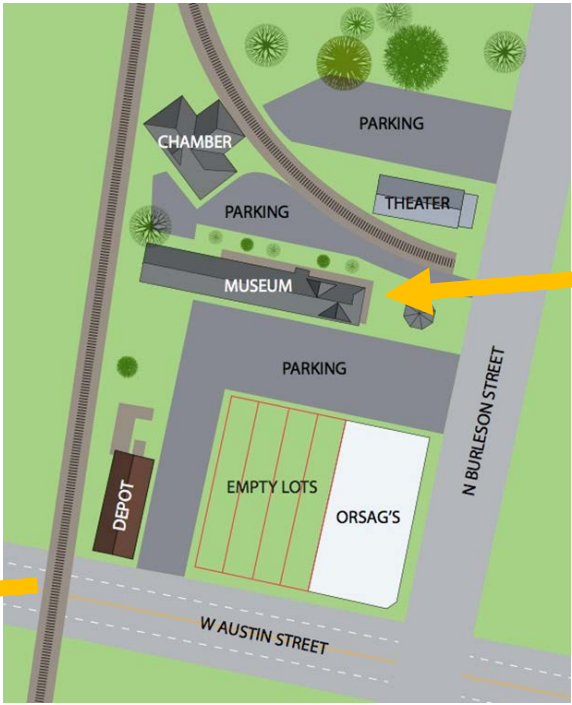 PARKING
CHAMBER
THEATER
PARKING
MUSEUM
PARKING
N BURLESON STREET
EMPTY LOTS
DEPOT
ORSAG'S
W AUSTIN STREET